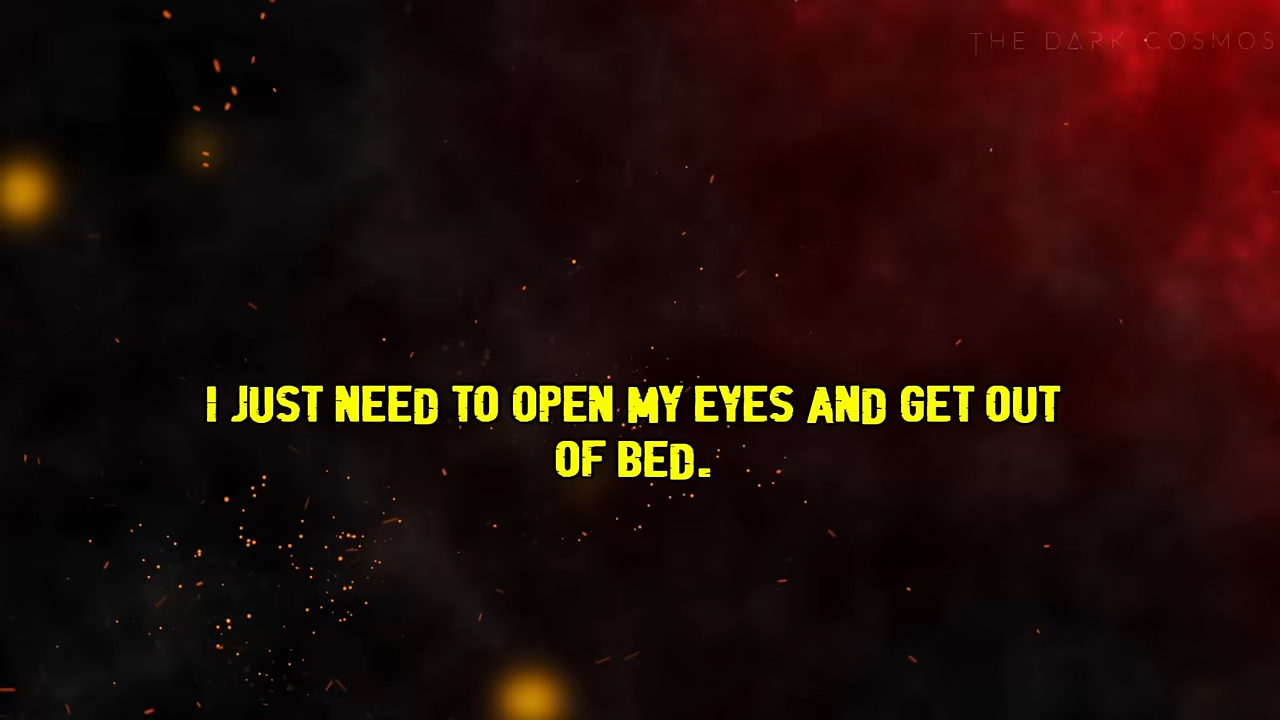 THE DARK COSMOS
I JUST NEED TO OPEN MY EYES AND GET OUT
OF BED.